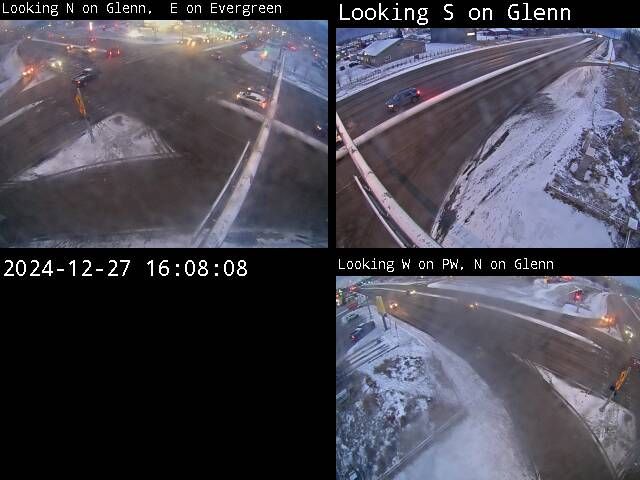 Looking N on Glenn, E on Evergreen
Looking S on Glenn
2024-12-27 16:08:08
Looking W on PW, N on Glenn